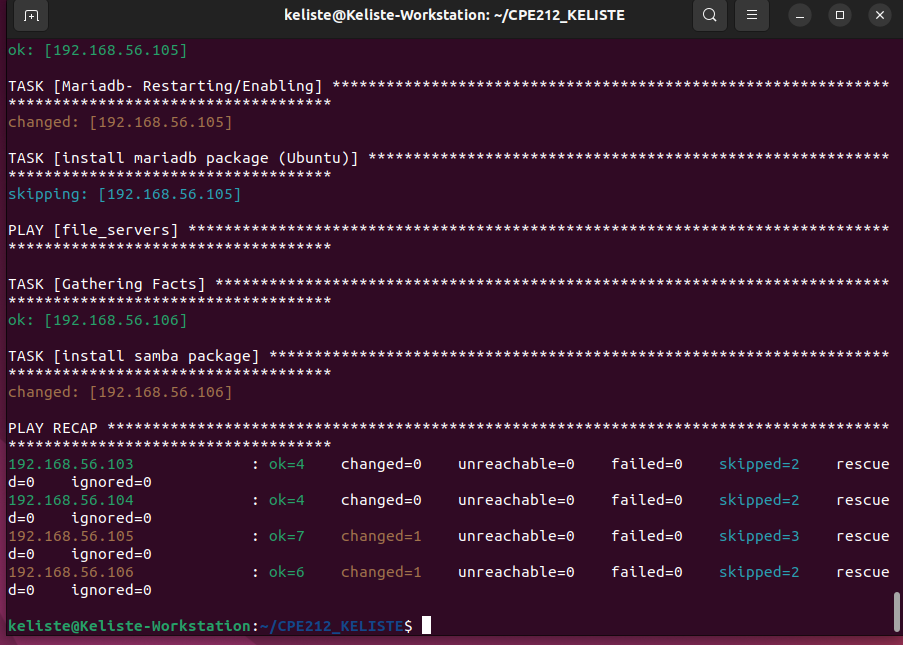 keliste@Keliste-Workstation: ~/CPE212_KELISTE
ok: [192.168.56.105]
TASK [Mariadb- Restarting/Enabling] **************************************************************
************************************
changed: [192.168.56.105]
TASK [install mariadb package (Ubuntu)] **********************************************************
************************************
skipping: [192.168.56.105]
PLAY [file_servers] ******************************************************************************
************************************
TASK [Gathering Facts] ***************************************************************************
************************************
ok: [192.168.56.106]
TASK [install samba package] *********************************************************************
************************************
changed: [192.168.56.106]
PLAY RECAP ***************************************************************************************
************************************
192.168.56.103             : ok=4    changed=0    unreachable=0    failed=0    skipped=2    rescue
d=0    ignored=0
192.168.56.104             : ok=4    changed=0    unreachable=0    failed=0    skipped=2    rescue
d=0    ignored=0
192.168.56.105             : ok=7    changed=1    unreachable=0    failed=0    skipped=3    rescue
d=0    ignored=0
192.168.56.106             : ok=6    changed=1    unreachable=0    failed=0    skipped=2    rescue
d=0    ignored=0
keliste@Keliste-Workstation:~/CPE212_KELISTE$